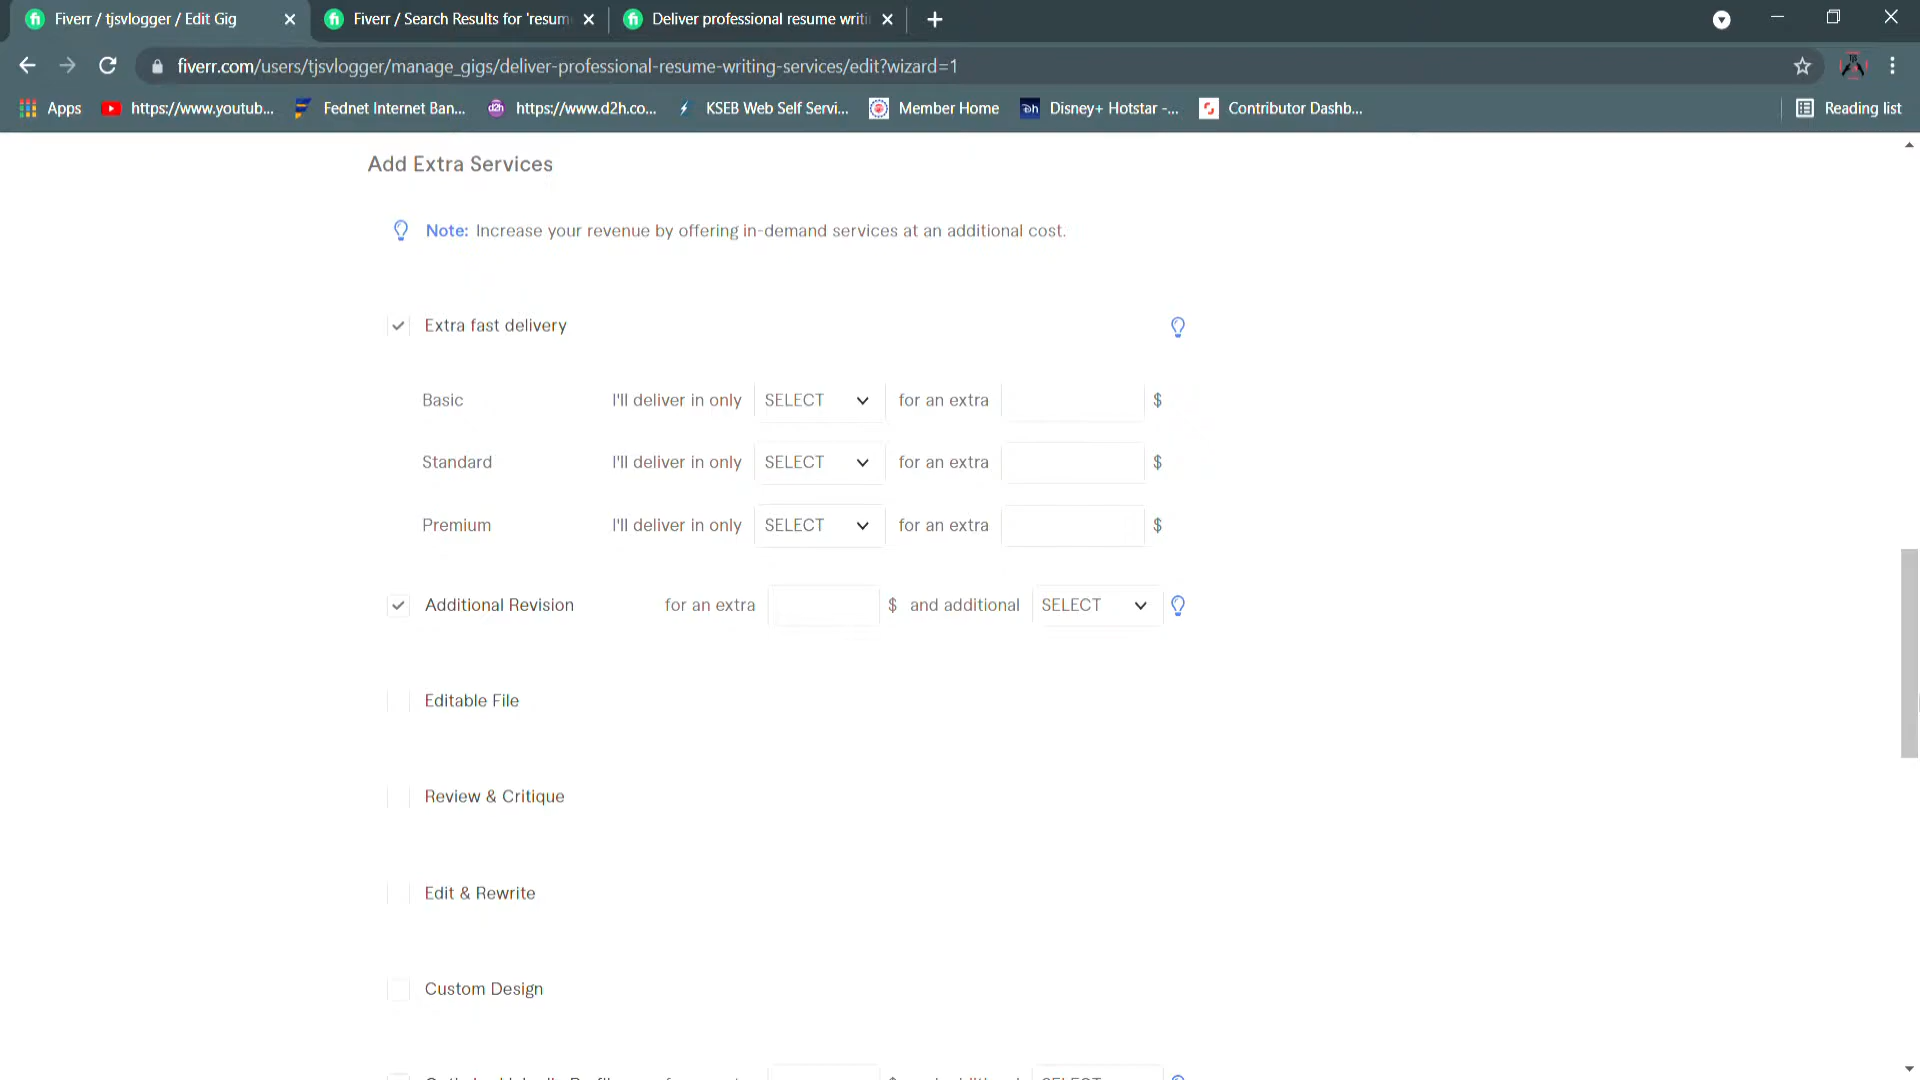 Fiverr / tjsvlogger / Edit Gig
Fiverr / Search Results for 'resum
Deliver professional resume writi
fiverr.com/users/tjsvlogger/manage_gigs/deliver-professional-resume-writing-services/edit?wizard=1
Apps https://www.youtub... Fednet Internet Ban... https://www.d2h.co... KSEB Web Self Servi... Member Home Disney+ Hotstar -... Contributor Dashb... Reading list
Add Extra Services
Note: Increase your revenue by offering in-demand services at an additional cost.
Extra fast delivery
Basic I'll deliver in only SELECT for an extra $
Standard I'll deliver in only SELECT for an extra $
Premium I'll deliver in only SELECT for an extra $
Additional Revision for an extra $ and additional SELECT
Editable File
Review & Critique
Edit & Rewrite
Custom Design